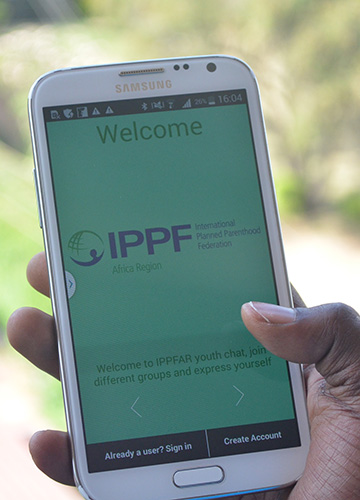 SAMSUNG
26% 16:04
Welcome
IPPF International
Planned Parenthood
Federation
Africa Region
Welcome to IPPFAR youth chat, join
different groups and express yourself
Already a user? Sign in
Create Account